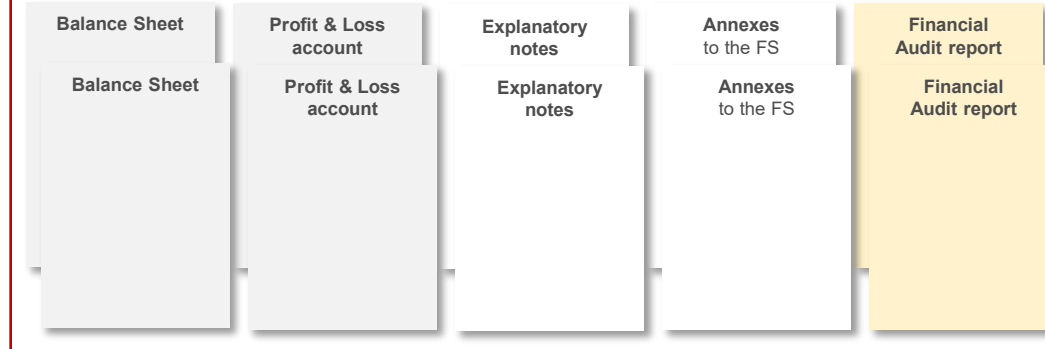 Balance Sheet
Profit & Loss
account
Explanatory
notes
Annexes
to the FS
Financial
Audit report
Balance Sheet
Profit & Loss
account
Explanatory
notes
Annexes
to the FS
Financial
Audit report